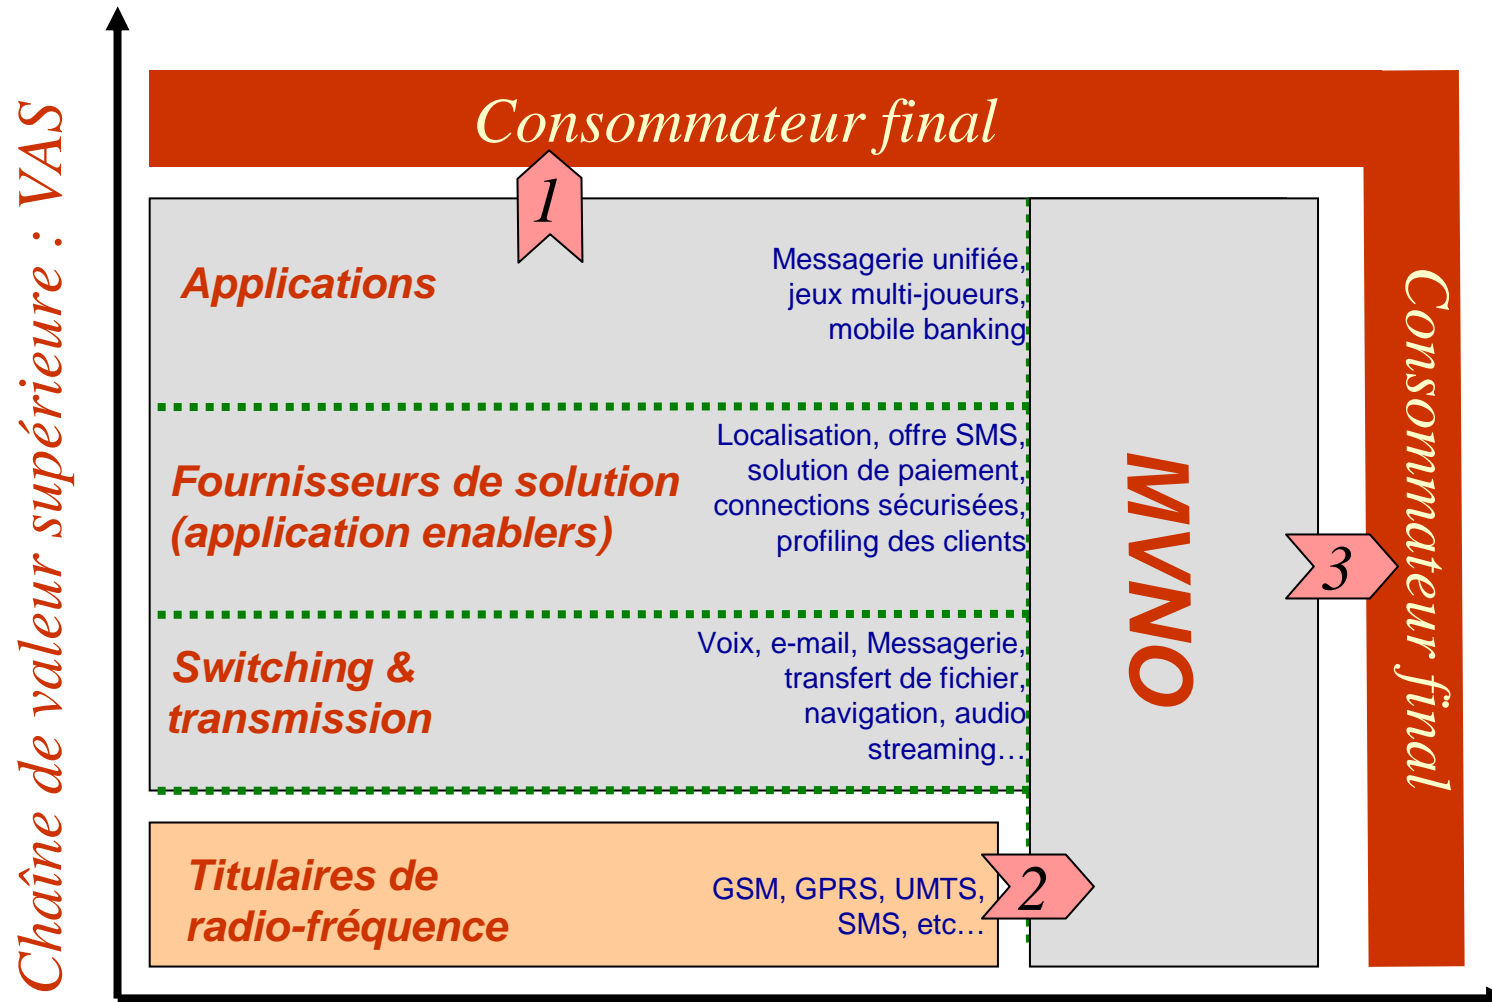 Chaîne de valeur supérieure : VAS
Consommateur final
1
Applications
Messagerie unifiée,
jeux multi-joueurs,
mobile banking
Fournisseurs de solution
(application enablers)
Localisation, offre SMS,
solution de paiement,
connections sécurisées,
profiling des clients
Switching &
transmission
Voix, e-mail, Messagerie,
transfert de fichier,
navigation, audio
streaming…
Titulaires de
radio-fréquence
GSM, GPRS, UMTS,
SMS, etc…
2
MVNO
3
Consommateur final